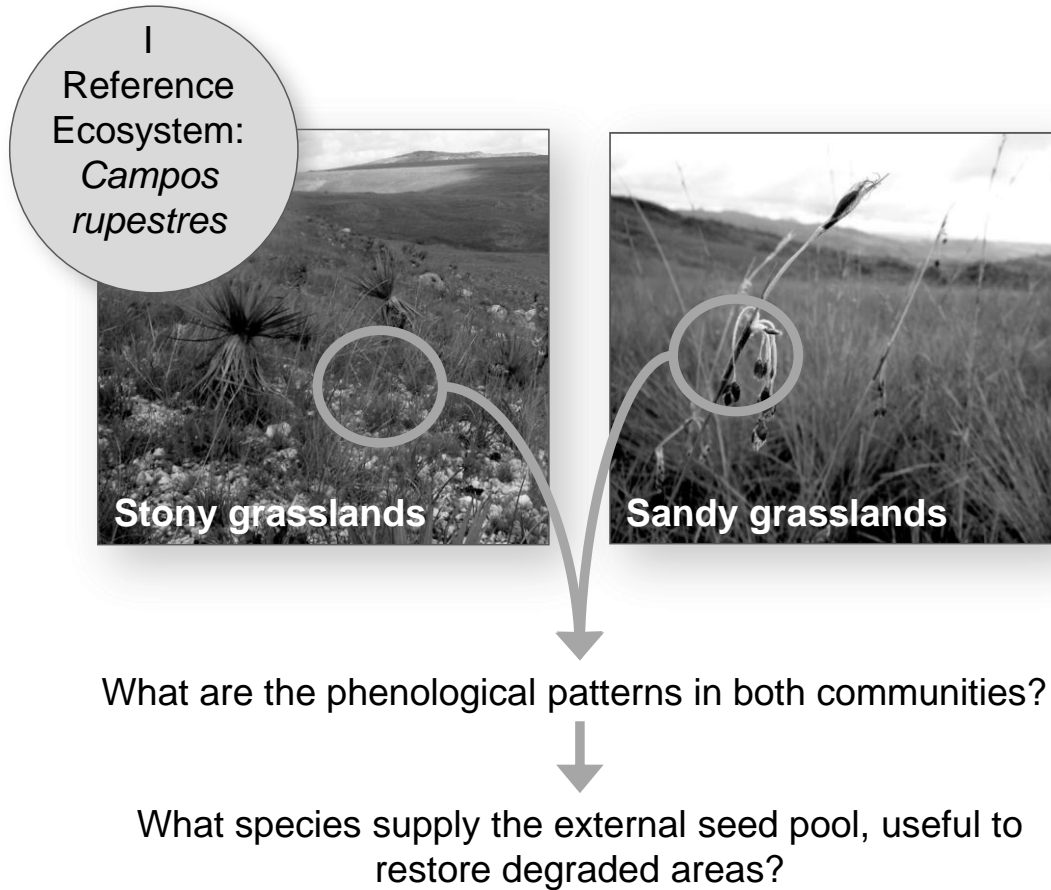 I
Reference
Ecosystem:
Campos
rupestres
Stony grasslands
Sandy grasslands
What are the phenological patterns in both communities?
What species supply the external seed pool, useful to
restore degraded areas?